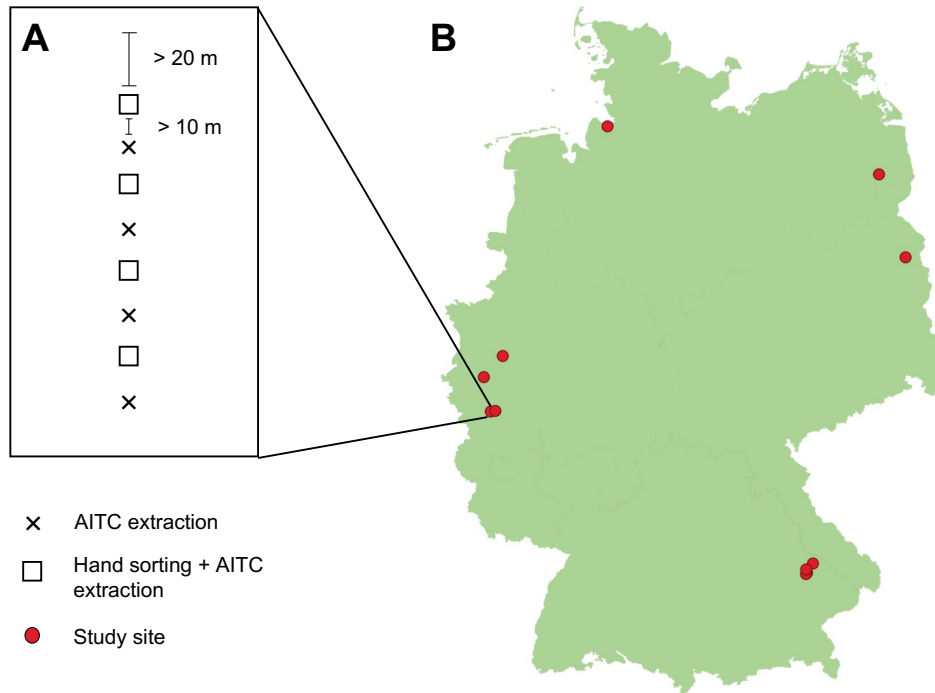 A
B
> 20 m
> 10 m
AITC extraction
Hand sorting + AITC
extraction
Study site